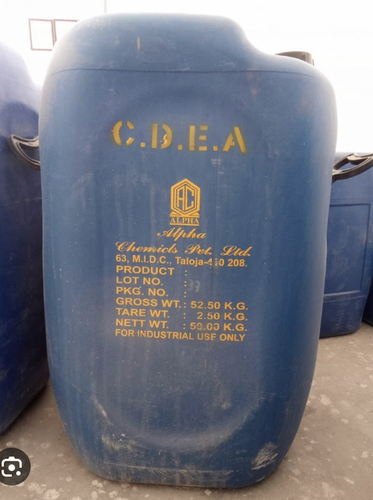 C.D.E.A
AC
ALPHA
Alpha
Chemicls Pvt. Ltd.
63, M.I.D.C., Taloja-410 208.
PRODUCT :
LOT NO. :
PKG. NO. :
GROSS WT. : 52.50 K.G.
TARE WT. : 2.50 K.G.
NETT WT. : 50.00 K.G.
FOR INDUSTRIAL USE ONLY